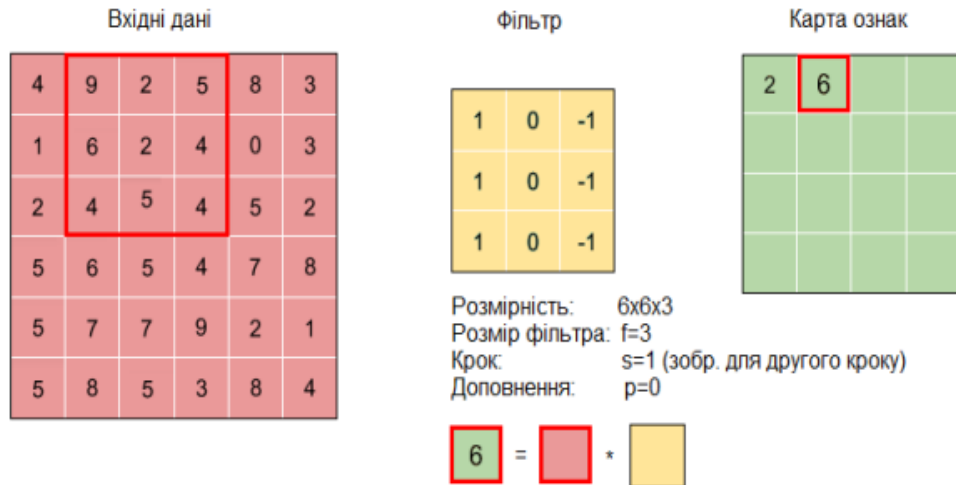 Вхідні дані
Фільтр
Карта ознак
4 9 2 5 8 3
1 6 2 4 0 3
2 4 5 4 5 2
5 6 5 4 7 8
5 7 7 9 2 1
5 8 5 3 8 4
1 0 -1
1 0 -1
1 0 -1
2 6
Розмірність: 6x6x3
Розмір фільтра: f=3
Крок: s=1 (зобр. для другого кроку)
Доповнення: p=0
6 = *